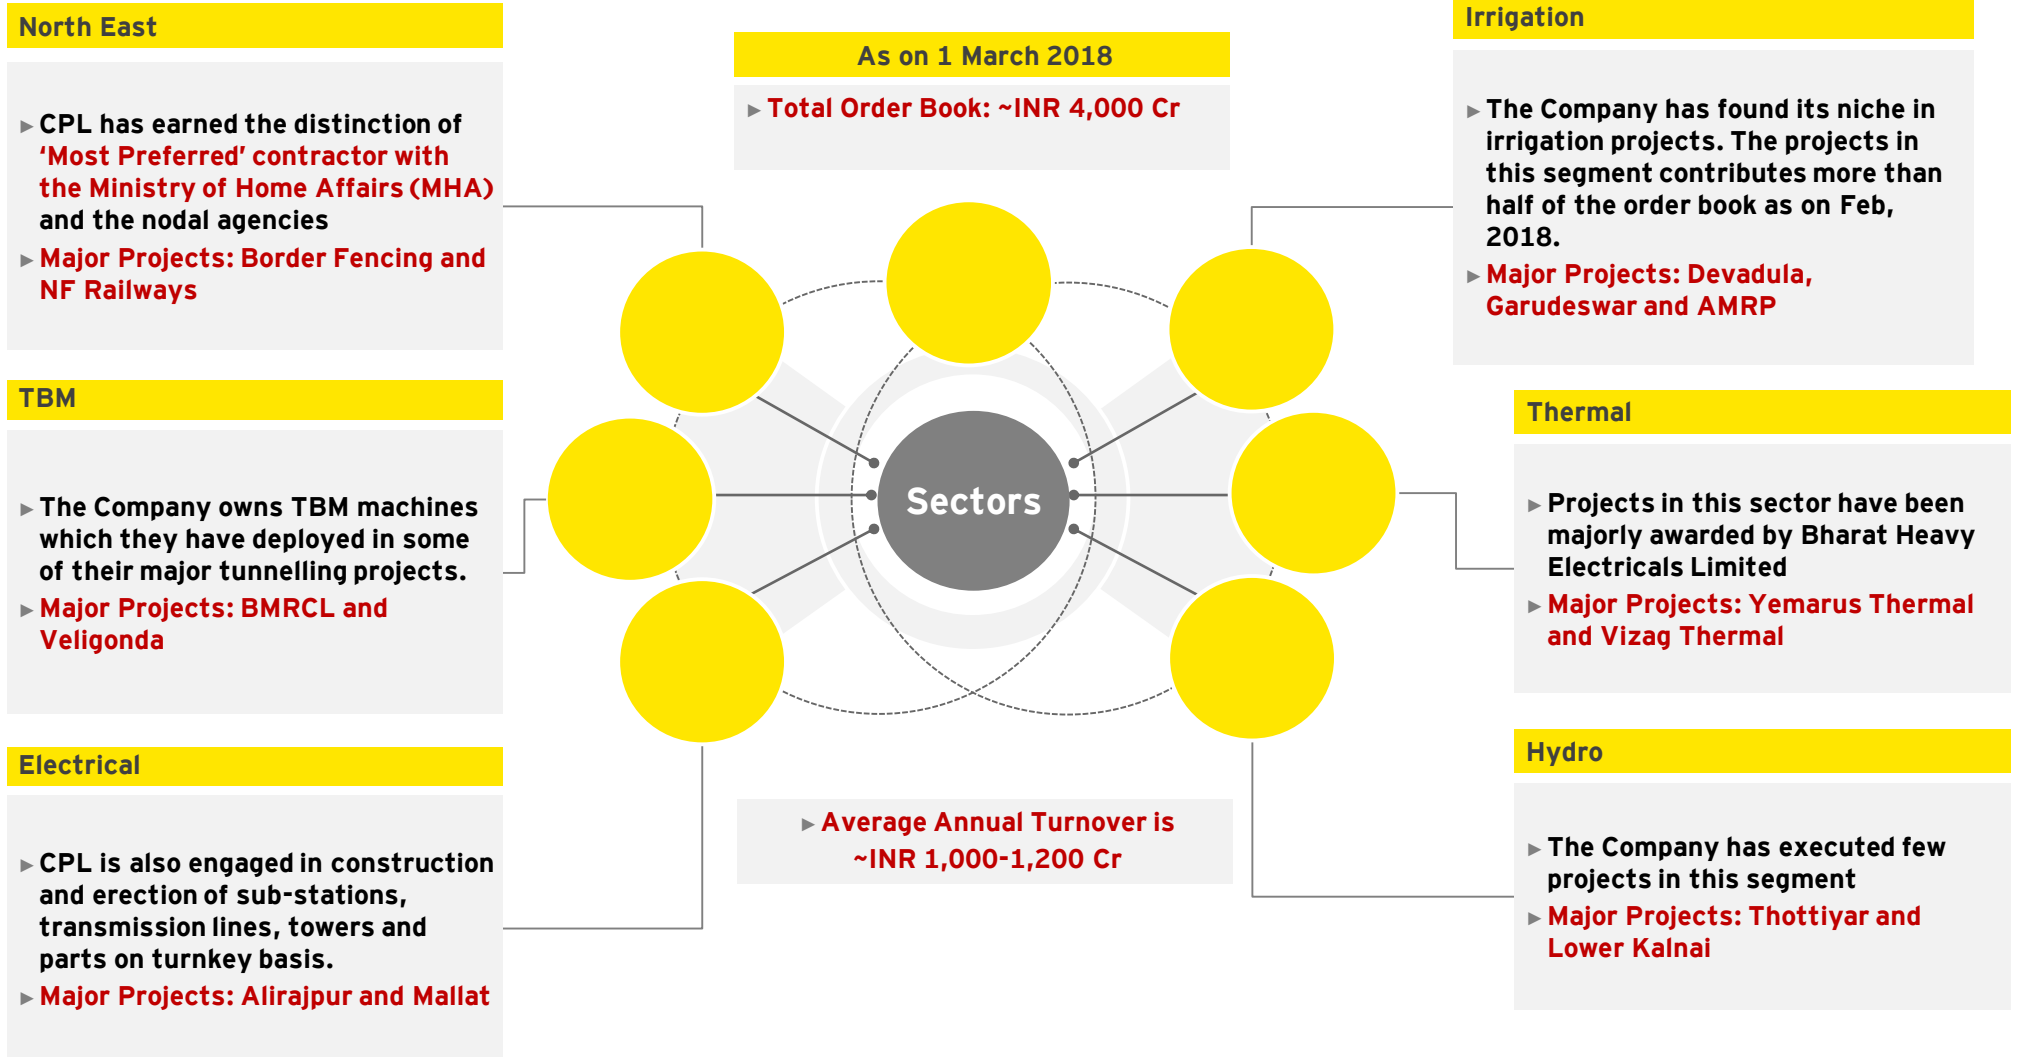 North East
► CPL has earned the distinction of
‘Most Preferred’ contractor with
the Ministry of Home Affairs (MHA)
and the nodal agencies
► Major Projects: Border Fencing and
NF Railways
TBM
► The Company owns TBM machines
which they have deployed in some
of their major tunnelling projects.
► Major Projects: BMRCL and
Veligonda
Electrical
► CPL is also engaged in construction
and erection of sub-stations,
transmission lines, towers and
parts on turnkey basis.
► Major Projects: Alirajpur and Mallat
As on 1 March 2018
► Total Order Book: ~INR 4,000 Cr
Sectors
► Average Annual Turnover is
~INR 1,000-1,200 Cr
Irrigation
► The Company has found its niche in
irrigation projects. The projects in
this segment contributes more than
half of the order book as on Feb,
2018.
► Major Projects: Devadula,
Garudeswar and AMRP
Thermal
► Projects in this sector have been
majorly awarded by Bharat Heavy
Electricals Limited
► Major Projects: Yemarus Thermal
and Vizag Thermal
Hydro
► The Company has executed few
projects in this segment
► Major Projects: Thottiyar and
Lower Kalnai